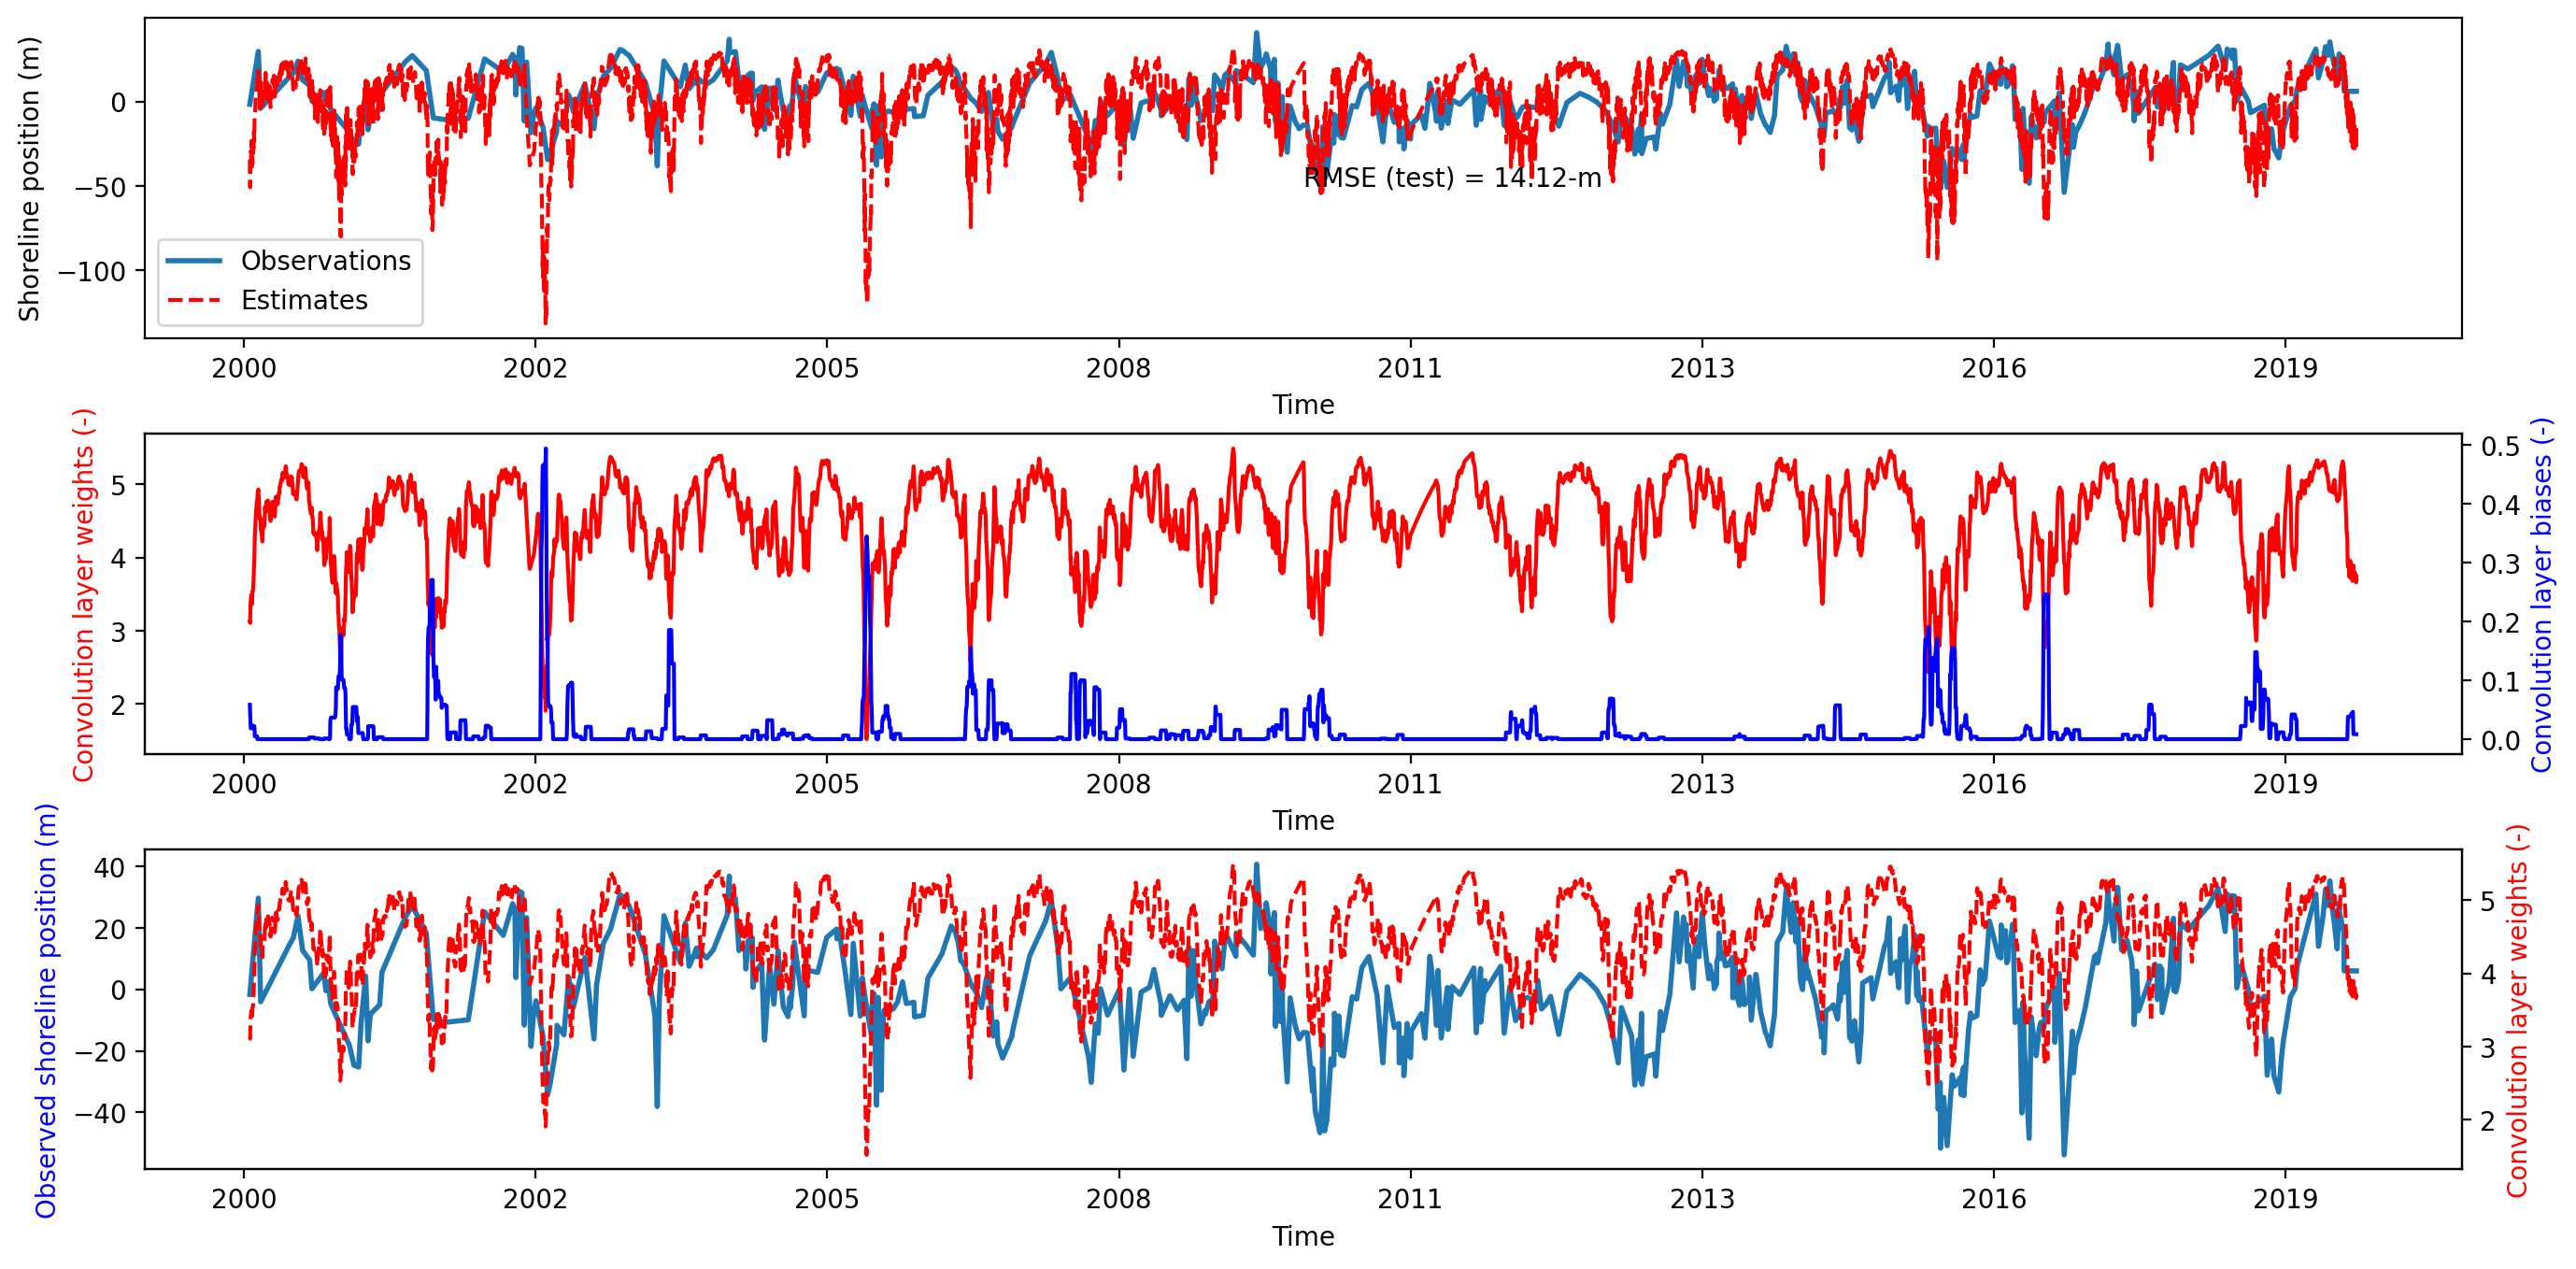 Shoreline position (m)
0
−50
−100
RMSE (test) = 14.12-m
Observations
Estimates
2000 2002 2005 2008 2011 2013 2016 2019
Time
Convolution layer weights (-)
5
4
3
2
Convolution layer biases (-)
0.5
0.4
0.3
0.2
0.1
0.0
2000 2002 2005 2008 2011 2013 2016 2019
Time
Observed shoreline position (m)
40
20
0
−20
−40
Convolution layer weights (-)
5
4
3
2
2000 2002 2005 2008 2011 2013 2016 2019
Time